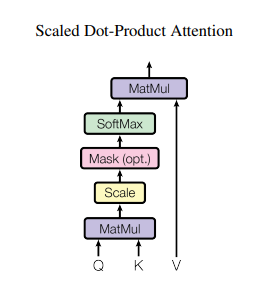 Scaled Dot-Product Attention
MatMul
SoftMax
Mask (opt.)
Scale
MatMul
Q K V